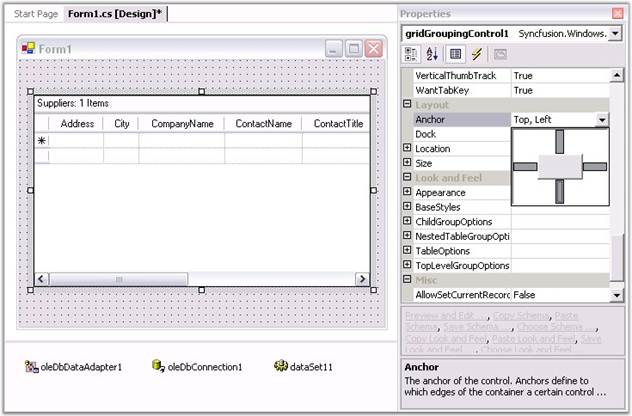 Start Page Form1.cs [Design]*
Form1
Suppliers: 1 Items
Address City CompanyName ContactName ContactTitle
oleDbDataAdapter1 oleDbConnection1 dataSet11
Properties
gridGroupingControl1 Syncfusion.Windows.
VerticalThumbTrack True
WantTabKey True
Layout
Anchor Top, Left
Dock
Location
Size
Look and Feel
Appearance
BaseStyles
ChildGroupOptions
NestedTableGroupOpti
TableOptions
TopLevelGroupOptions
Misc
AllowSetCurrentRecord False
Preview and Edit ..., Copy Schema, Paste
Schema, Save Schema ..., Choose Schema ...,
Copy Look and Feel, Paste Look and Feel, Save
Look and Feel ..., Choose Look and Feel ...
Anchor
The anchor of the control. Anchors define to
which edges of the container a certain control ...